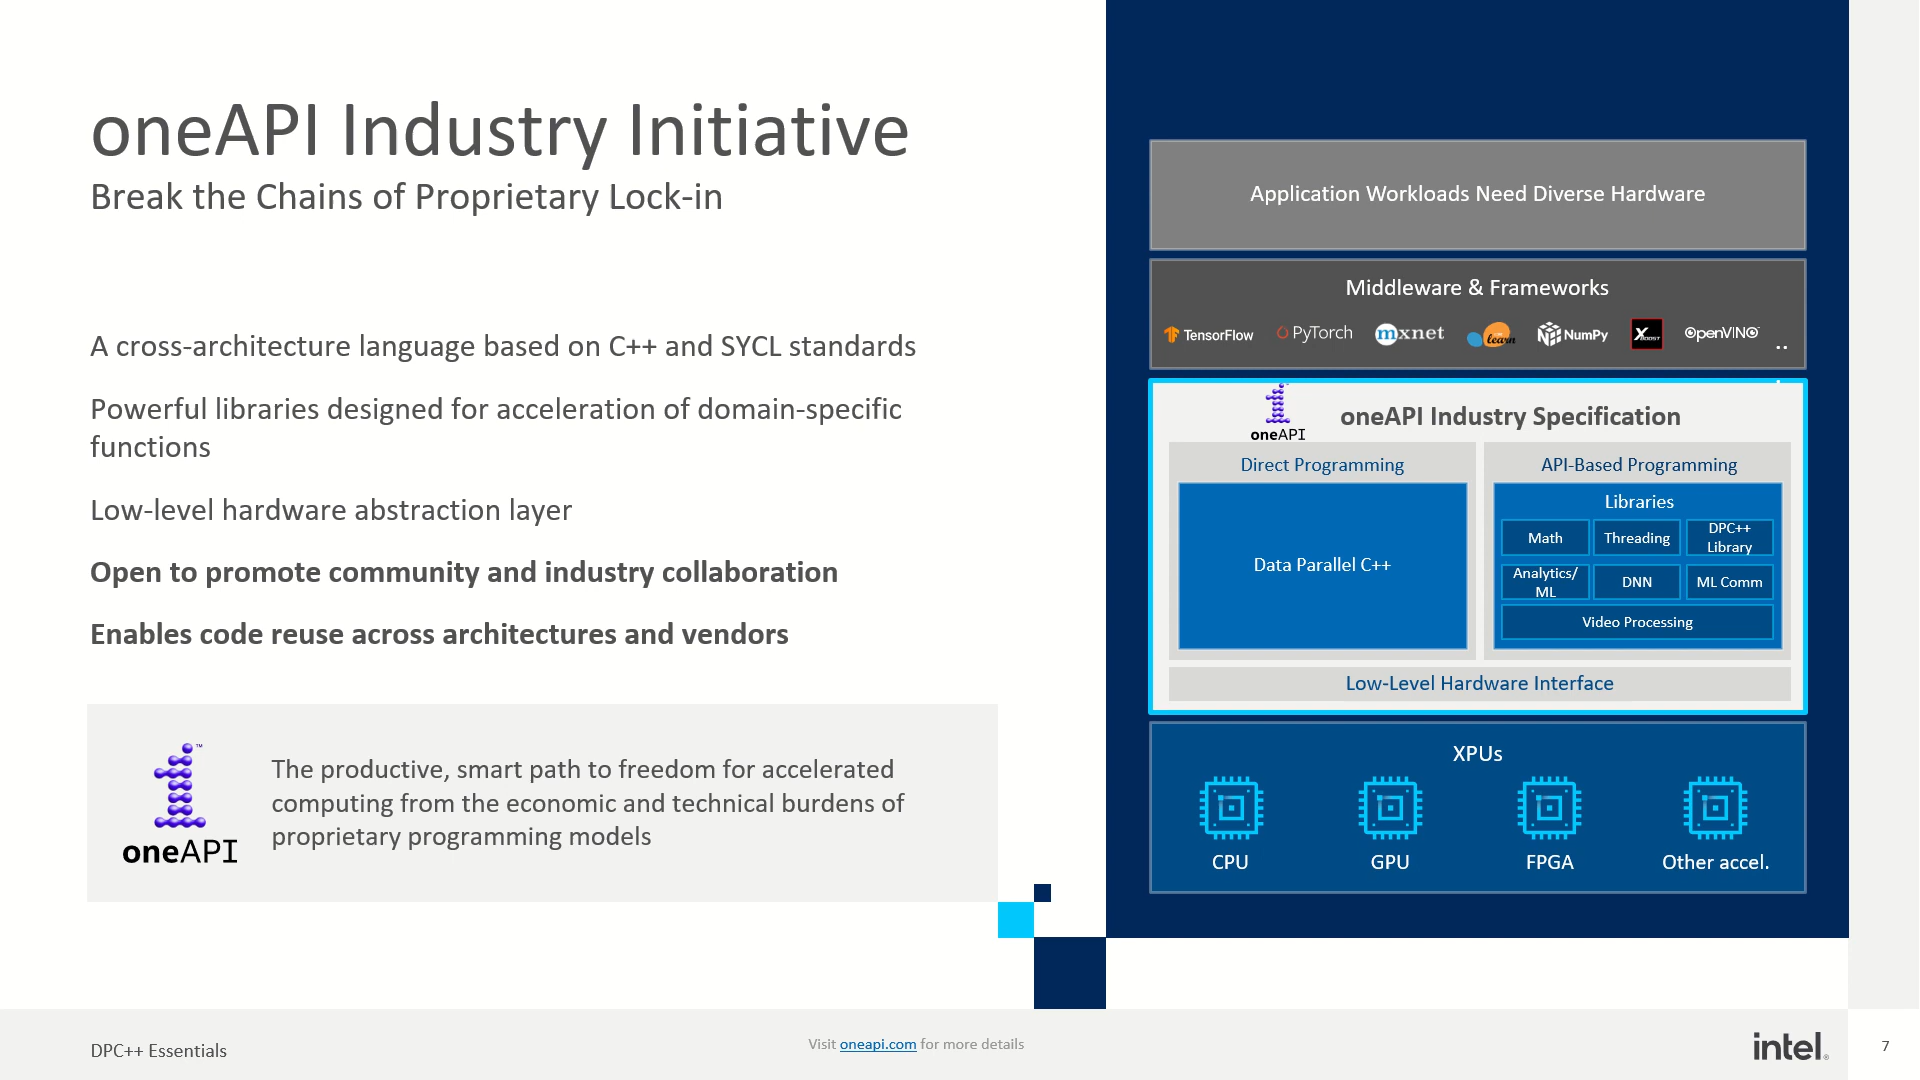 oneAPI Industry Initiative
Break the Chains of Proprietary Lock-in
A cross-architecture language based on C++ and SYCL standards
Powerful libraries designed for acceleration of domain-specific
functions
Low-level hardware abstraction layer
Open to promote community and industry collaboration
Enables code reuse across architectures and vendors
oneAPI ™
The productive, smart path to freedom for accelerated
computing from the economic and technical burdens of
proprietary programming models
Application Workloads Need Diverse Hardware
Middleware & Frameworks
TensorFlow PyTorch mxnet learn NumPy XBOOST OpenVINO ..
oneAPI
oneAPI Industry Specification
Direct Programming
Data Parallel C++
API-Based Programming
Libraries
Math Threading DPC++
Library
Analytics/
ML DNN ML Comm
Video Processing
Low-Level Hardware Interface
XPUs
CPU GPU FPGA Other accel.
DPC++ Essentials
Visit oneapi.com for more details
intel®
7